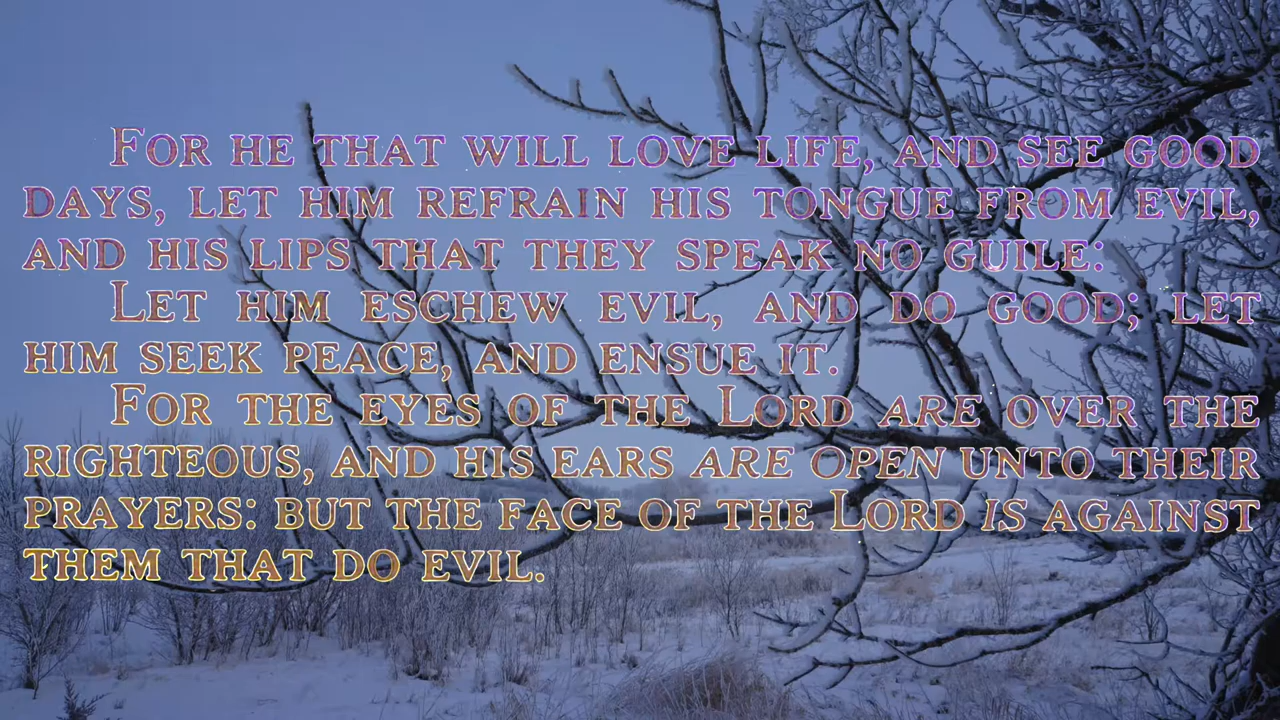 For he that will love life, and see good
days, let him refrain his tongue from evil,
and his lips that they speak no guile:
Let him eschew evil, and do good; let
him seek peace, and ensue it.
For the eyes of the Lord are over the
righteous, and his ears are open unto their
prayers: but the face of the Lord is against
them that do evil.